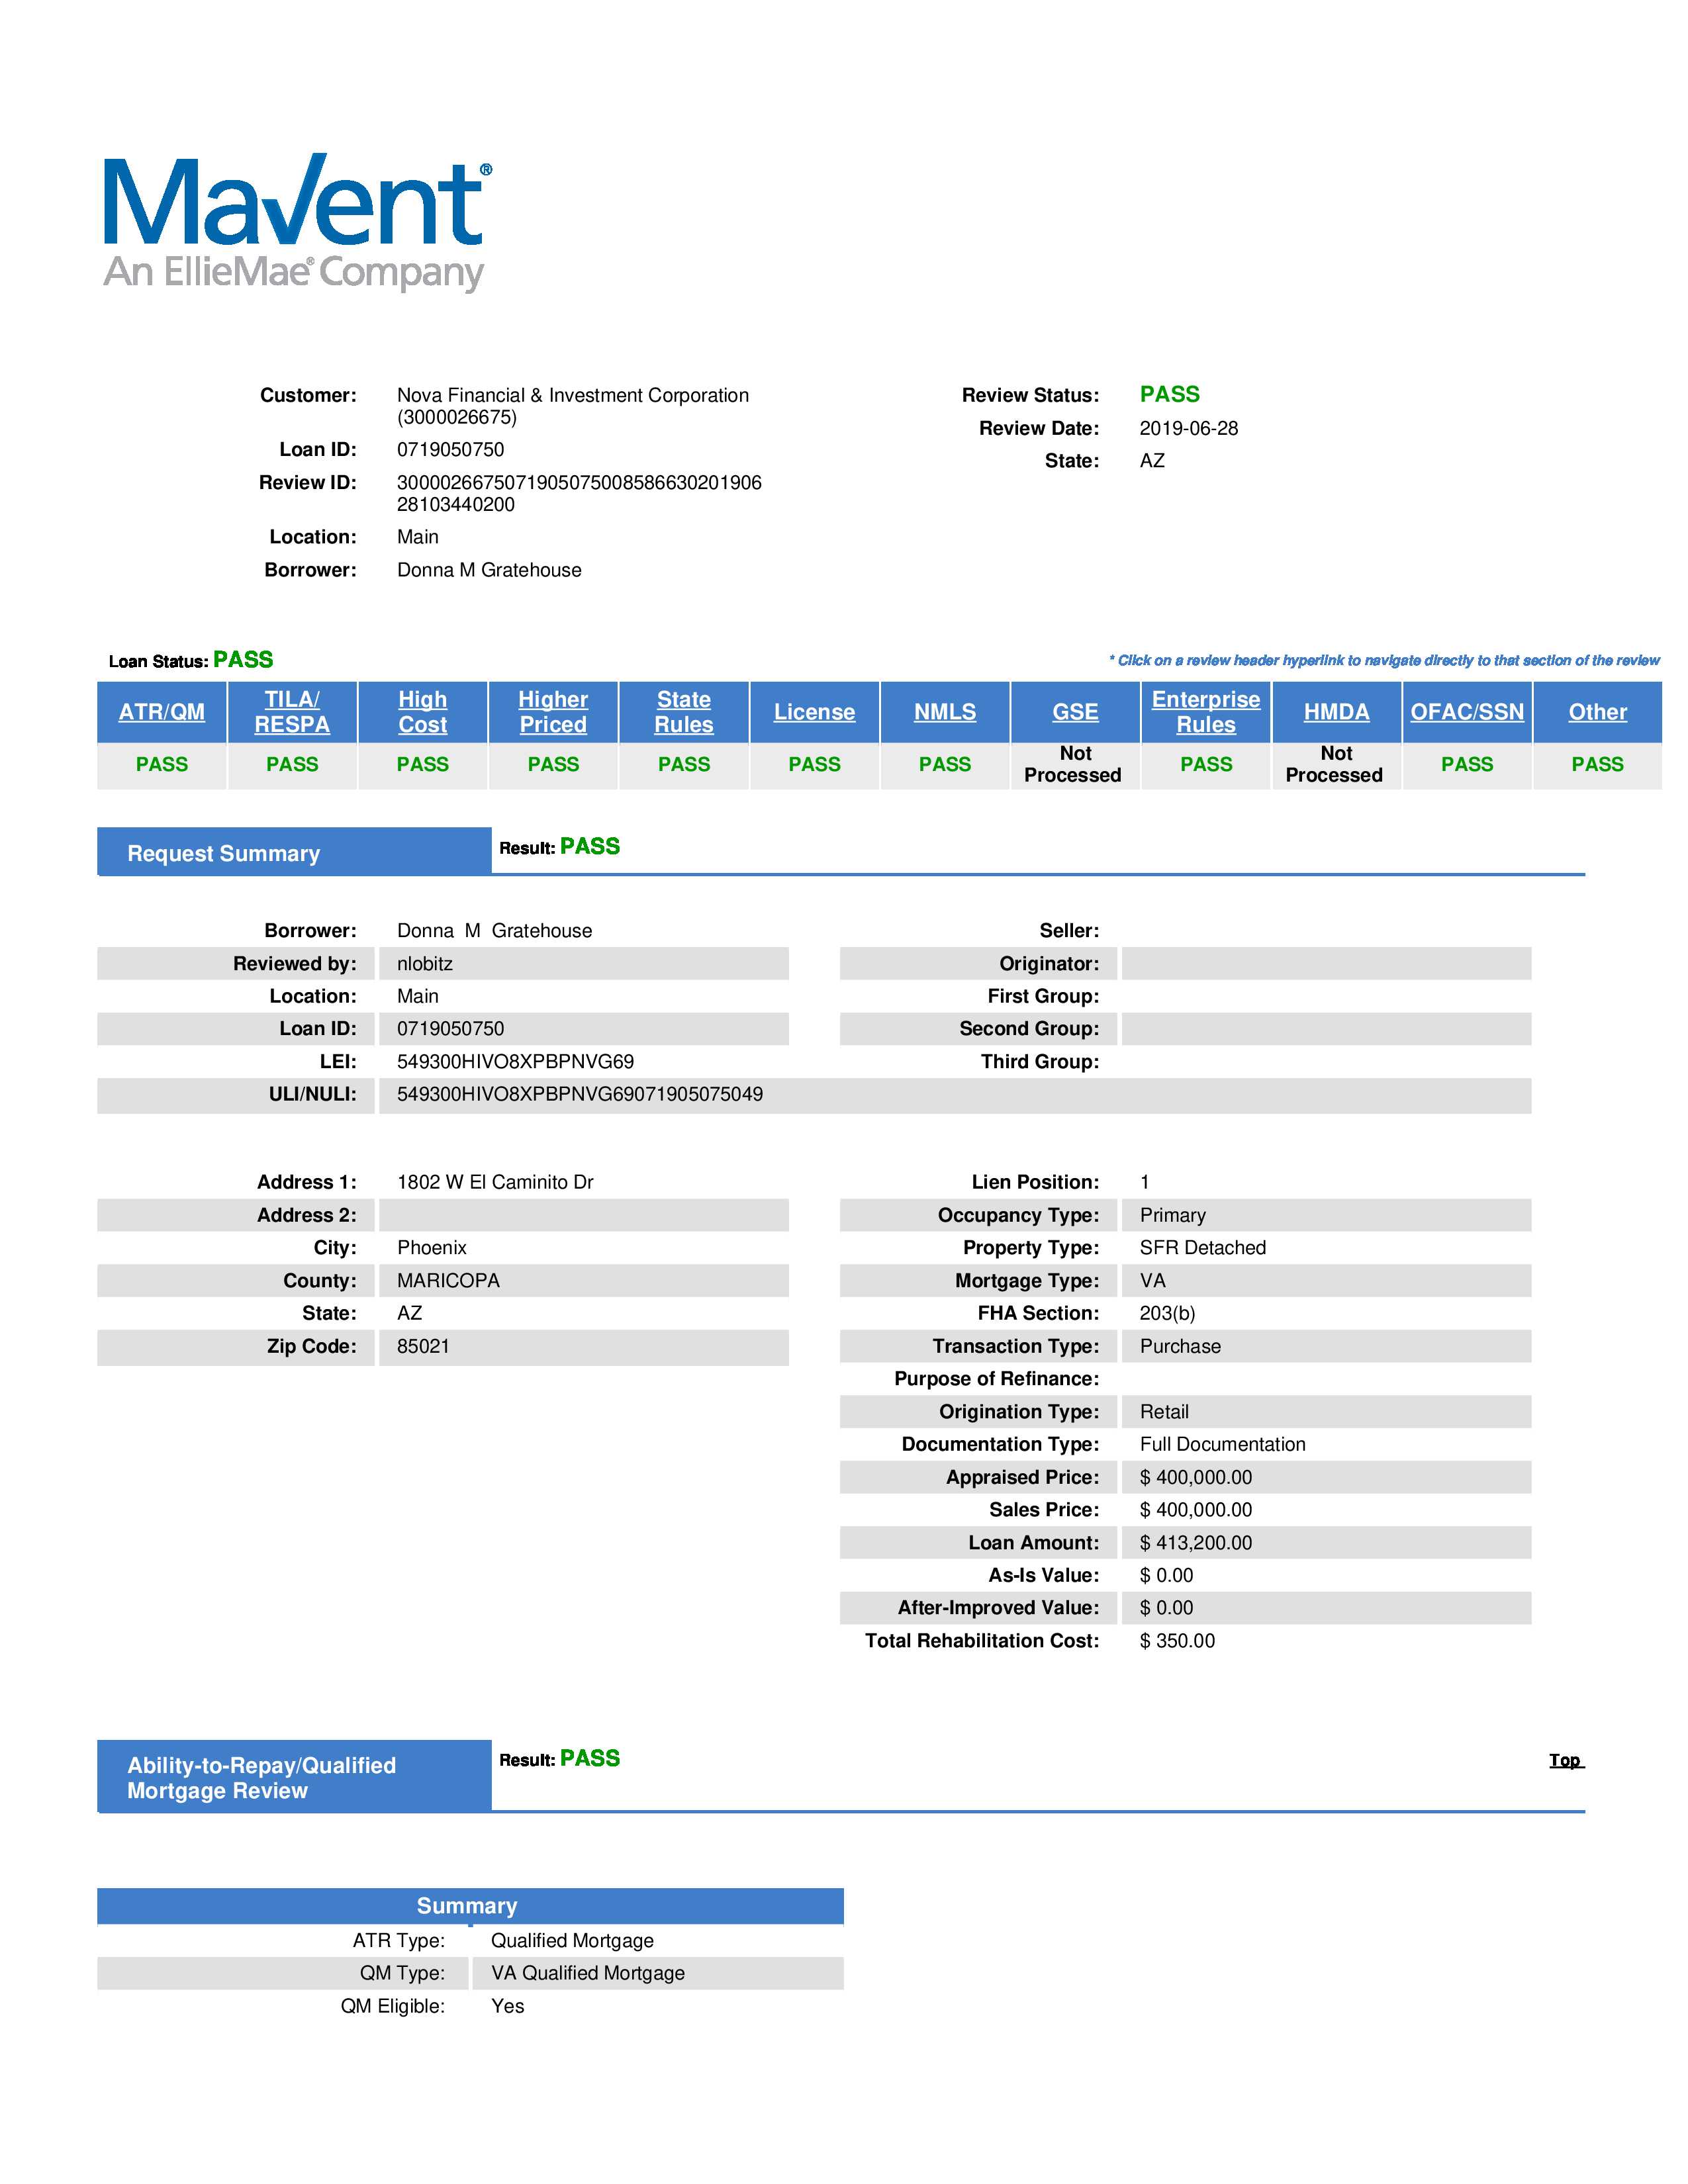 Mavent®
An EllieMae® Company
Customer: Nova Financial & Investment Corporation
(3000026675)
Loan ID: 0719050750
Review ID: 3000026675071905075008586630201906
28103440200
Location: Main
Borrower: Donna M Gratehouse
Review Status: PASS
Review Date: 2019-06-28
State: AZ
Loan Status: PASS
* Click on a review header hyperlink to navigate directly to that section of the review
ATR/QM TILA/RESPA High Cost Higher Priced State Rules License NMLS GSE Enterprise Rules HMDA OFAC/SSN Other
PASS PASS PASS PASS PASS PASS PASS Not Processed PASS Not Processed PASS PASS
Request Summary Result: PASS
Borrower: Donna M Gratehouse
Reviewed by: nlobitz
Location: Main
Loan ID: 0719050750
LEI: 549300HIVO8XPBPNVG69
ULI/NULI: 549300HIVO8XPBPNVG69071905075049
Seller:
Originator:
First Group:
Second Group:
Third Group:
Address 1: 1802 W El Caminito Dr
Address 2:
City: Phoenix
County: MARICOPA
State: AZ
Zip Code: 85021
Lien Position: 1
Occupancy Type: Primary
Property Type: SFR Detached
Mortgage Type: VA
FHA Section: 203(b)
Transaction Type: Purchase
Purpose of Refinance:
Origination Type: Retail
Documentation Type: Full Documentation
Appraised Price: $ 400,000.00
Sales Price: $ 400,000.00
Loan Amount: $ 413,200.00
As-Is Value: $ 0.00
After-Improved Value: $ 0.00
Total Rehabilitation Cost: $ 350.00
Ability-to-Repay/Qualified
Mortgage Review
Result: PASS
Top
Summary
ATR Type: Qualified Mortgage
QM Type: VA Qualified Mortgage
QM Eligible: Yes